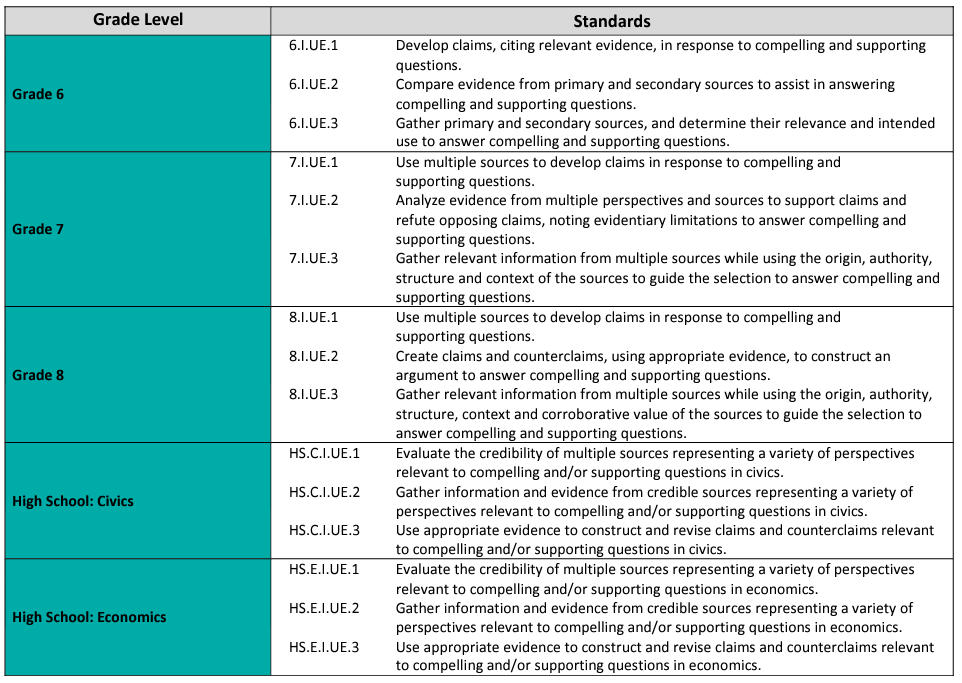 Grade Level Standards
Grade 6
6.I.UE.1 Develop claims, citing relevant evidence, in response to compelling and supporting
questions.
6.I.UE.2 Compare evidence from primary and secondary sources to assist in answering
compelling and supporting questions.
6.I.UE.3 Gather primary and secondary sources, and determine their relevance and intended
use to answer compelling and supporting questions.
Grade 7
7.I.UE.1 Use multiple sources to develop claims in response to compelling and
supporting questions.
7.I.UE.2 Analyze evidence from multiple perspectives and sources to support claims and
refute opposing claims, noting evidentiary limitations to answer compelling and
supporting questions.
7.I.UE.3 Gather relevant information from multiple sources while using the origin, authority,
structure and context of the sources to guide the selection to answer compelling and
supporting questions.
Grade 8
8.I.UE.1 Use multiple sources to develop claims in response to compelling and
supporting questions.
8.I.UE.2 Create claims and counterclaims, using appropriate evidence, to construct an
argument to answer compelling and supporting questions.
8.I.UE.3 Gather relevant information from multiple sources while using the origin, authority,
structure, context and corroborative value of the sources to guide the selection to
answer compelling and supporting questions.
High School: Civics
HS.C.I.UE.1 Evaluate the credibility of multiple sources representing a variety of perspectives
relevant to compelling and/or supporting questions in civics.
HS.C.I.UE.2 Gather information and evidence from credible sources representing a variety of
perspectives relevant to compelling and/or supporting questions in civics.
HS.C.I.UE.3 Use appropriate evidence to construct and revise claims and counterclaims relevant
to compelling and/or supporting questions in civics.
High School: Economics
HS.E.I.UE.1 Evaluate the credibility of multiple sources representing a variety of perspectives
relevant to compelling and/or supporting questions in economics.
HS.E.I.UE.2 Gather information and evidence from credible sources representing a variety of
perspectives relevant to compelling and/or supporting questions in economics.
HS.E.I.UE.3 Use appropriate evidence to construct and revise claims and counterclaims relevant
to compelling and/or supporting questions in economics.